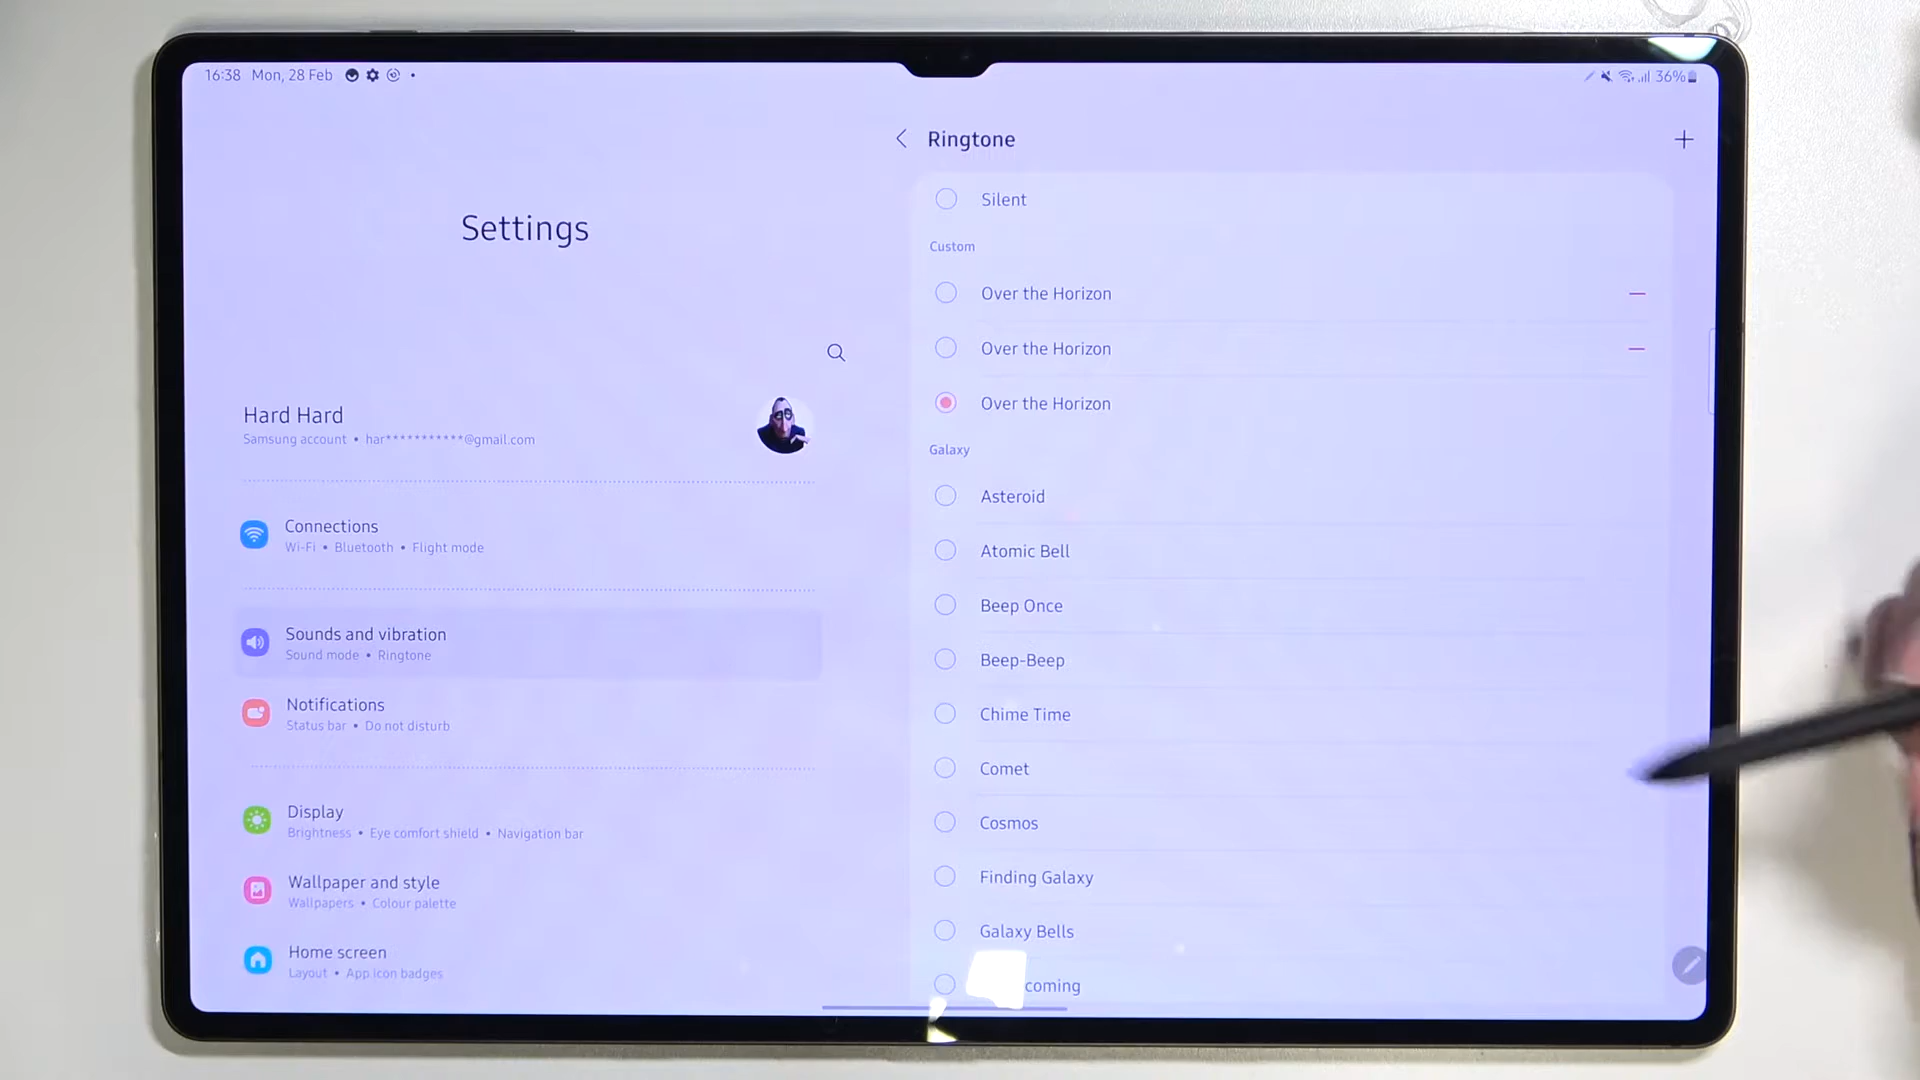 16:38 Mon, 28 Feb
36%
Settings
Hard Hard
Samsung account • har***********@gmail.com
Connections
Wi-Fi • Bluetooth • Flight mode
Sounds and vibration
Sound mode • Ringtone
Notifications
Status bar • Do not disturb
Display
Brightness • Eye comfort shield • Navigation bar
Wallpaper and style
Wallpapers • Colour palette
Home screen
Layout • App icon badges
Ringtone
Silent
Custom
Over the Horizon
Over the Horizon
Over the Horizon
Galaxy
Asteroid
Atomic Bell
Beep Once
Beep-Beep
Chime Time
Comet
Cosmos
Finding Galaxy
Galaxy Bells
coming